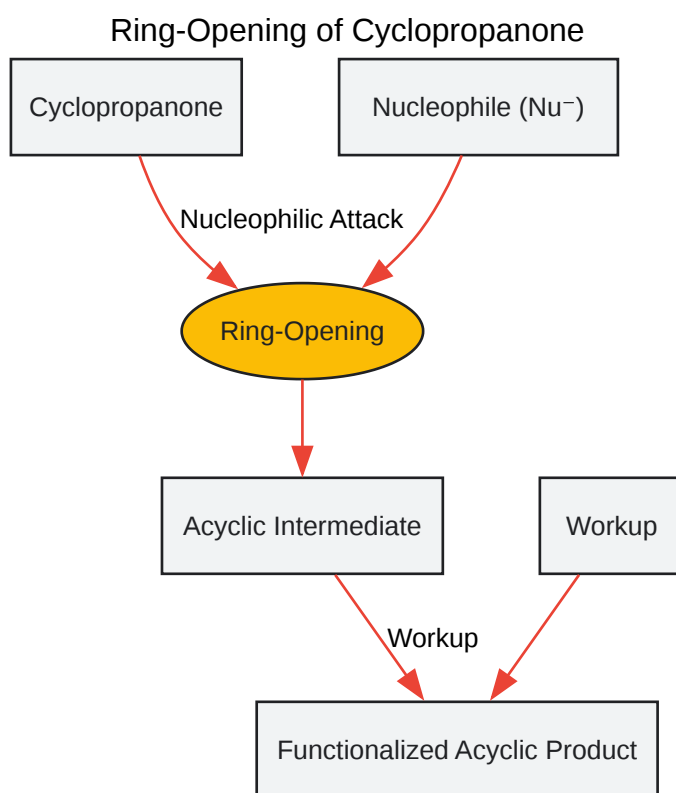 Ring-Opening of Cyclopropanone
Cyclopropanone
Nucleophile (Nu⁻)
Nucleophilic Attack
Ring-Opening
Acyclic Intermediate
Workup
Workup
Functionalized Acyclic Product